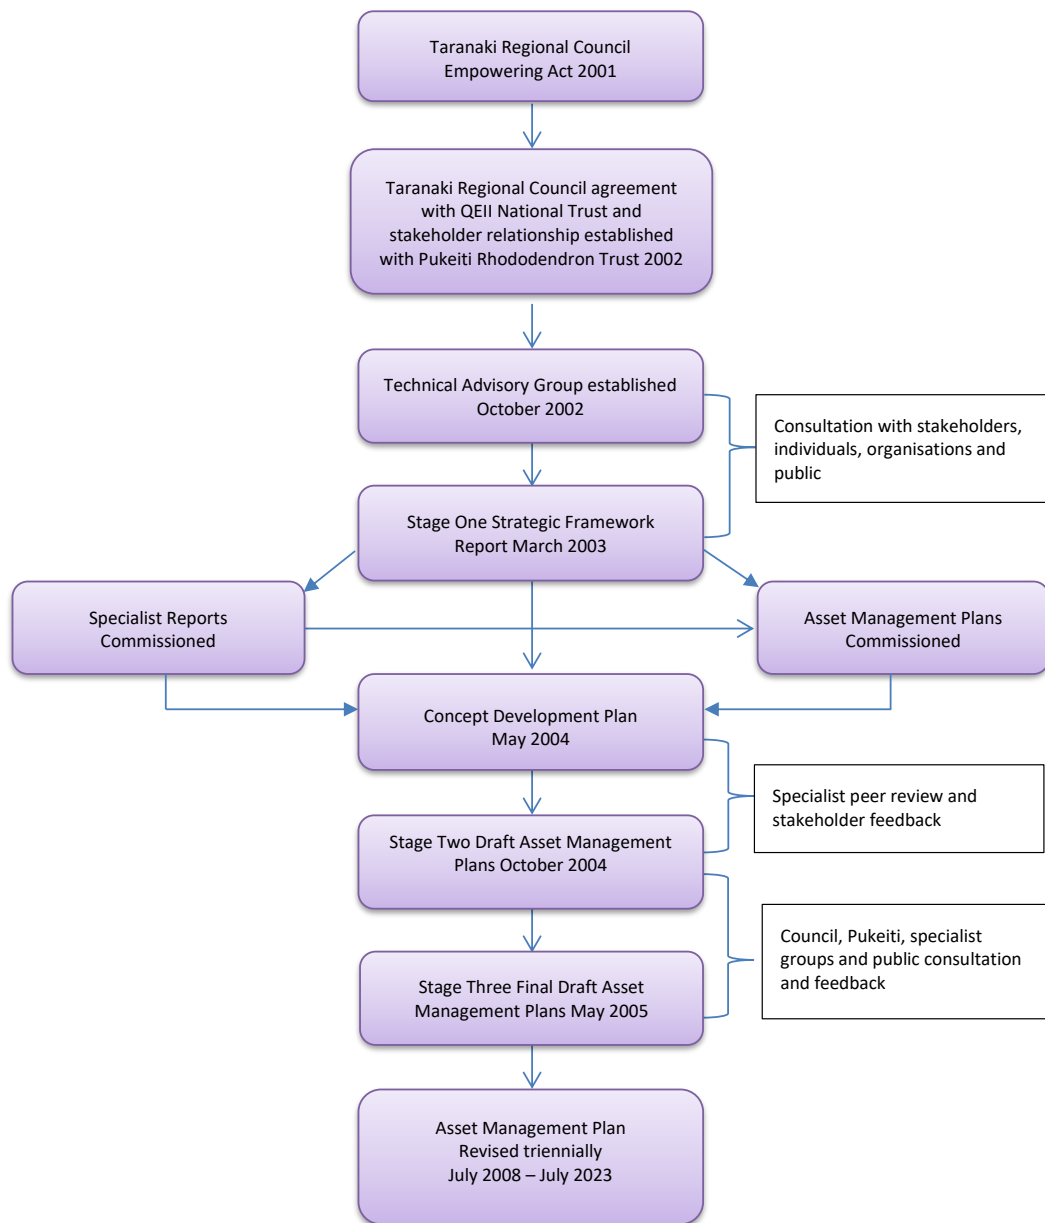 Taranaki Regional Council
Empowering Act 2001
Taranaki Regional Council agreement
with QEII National Trust and
stakeholder relationship established
with Pukeiti Rhododendron Trust 2002
Technical Advisory Group established
October 2002
Consultation with stakeholders,
individuals, organisations and
public
Stage One Strategic Framework
Report March 2003
Specialist Reports
Commissioned
Asset Management Plans
Commissioned
Concept Development Plan
May 2004
Specialist peer review and
stakeholder feedback
Stage Two Draft Asset Management
Plans October 2004
Council, Pukeiti, specialist
groups and public consultation
and feedback
Stage Three Final Draft Asset
Management Plans May 2005
Asset Management Plan
Revised triennially
July 2008 – July 2023